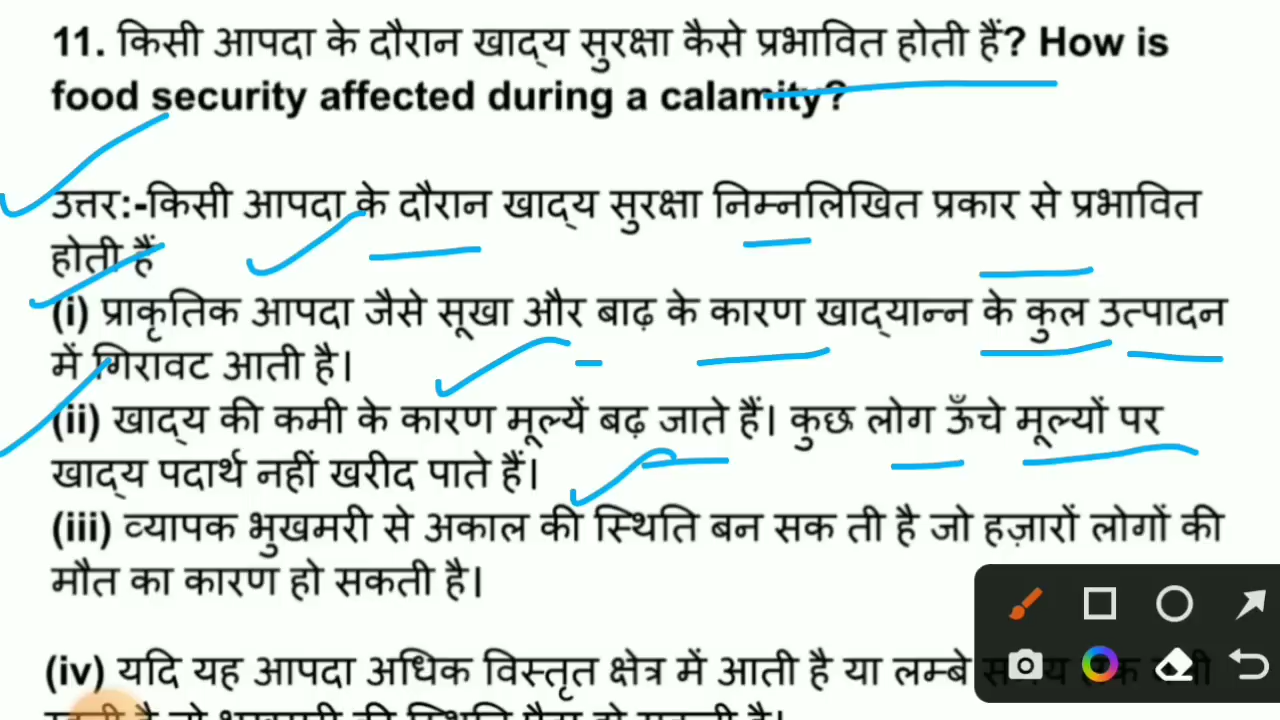 11. किसी आपदा के दौरान खाद्य सुरक्षा कैसे प्रभावित होती हैं? How is
food security affected during a calamity?
उत्तर:-किसी आपदा के दौरान खाद्य सुरक्षा निम्नलिखित प्रकार से प्रभावित
होती हैं
(i) प्राकृतिक आपदा जैसे सूखा और बाढ़ के कारण खाद्यान्न के कुल उत्पादन
में गिरावट आती है।
(ii) खाद्य की कमी के कारण मूल्यें बढ़ जाते हैं। कुछ लोग ऊँचे मूल्यों पर
खाद्य पदार्थ नहीं खरीद पाते हैं।
(iii) व्यापक भुखमरी से अकाल की स्थिति बन सक ती है जो हज़ारों लोगों की
मौत का कारण हो सकती है।
(iv) यदि यह आपदा अधिक विस्तृत क्षेत्र में आती है या लम्बे